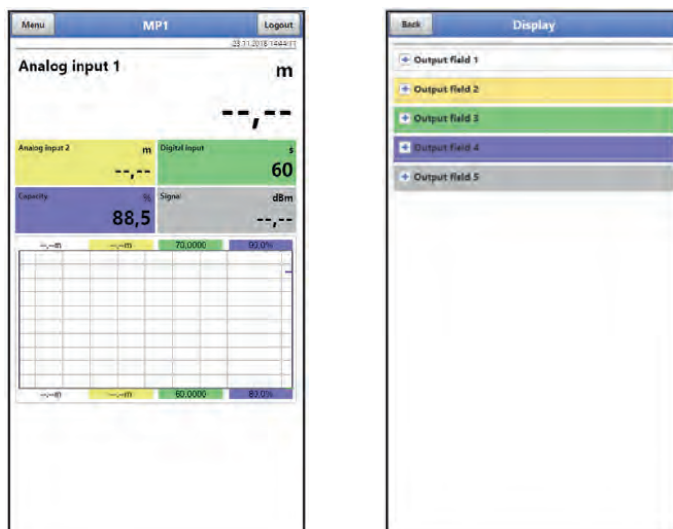 Menu MP1 Logout
23.11.2018 14:44:11
Analog input 1 m
--,--
Analog input 2 m Digital input s
--,-- 60
Capacity % Signal dBm
88,5 --,--
--,--m --,--m 70,0000 90,0%
--,--m --,--m 60,0000 80,0%
Back Display
+ Output field 1
+ Output field 2
+ Output field 3
+ Output field 4
+ Output field 5